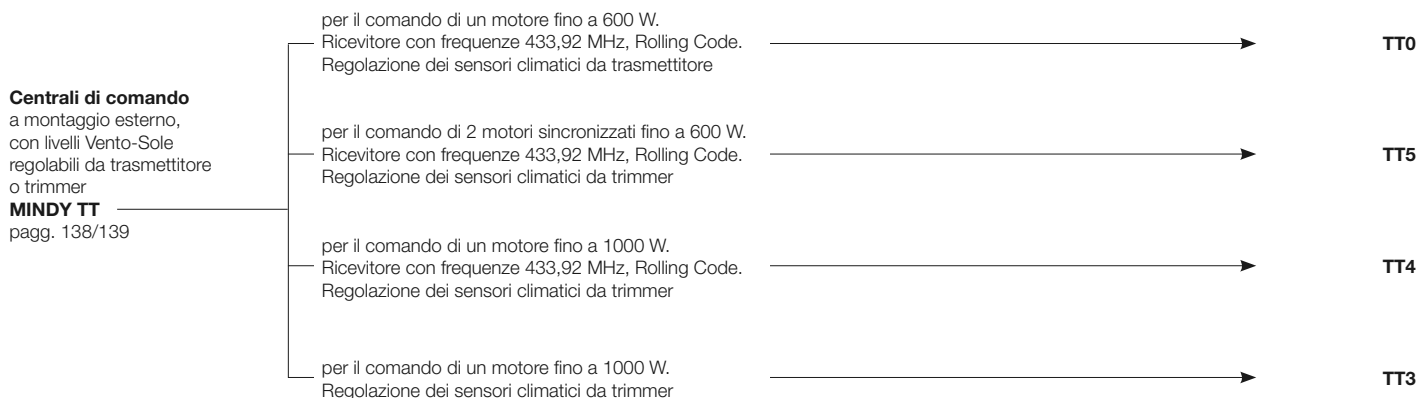 Centrali di comando
a montaggio esterno,
con livelli Vento-Sole
regolabili da trasmettitore
o trimmer
MINDY TT
pagg. 138/139
per il comando di un motore fino a 600 W.
Ricevitore con frequenze 433,92 MHz, Rolling Code.
Regolazione dei sensori climatici da trasmettitore
TT0
per il comando di 2 motori sincronizzati fino a 600 W.
Ricevitore con frequenze 433,92 MHz, Rolling Code.
Regolazione dei sensori climatici da trimmer
TT5
per il comando di un motore fino a 1000 W.
Ricevitore con frequenze 433,92 MHz, Rolling Code.
Regolazione dei sensori climatici da trimmer
TT4
per il comando di un motore fino a 1000 W.
Regolazione dei sensori climatici da trimmer
TT3